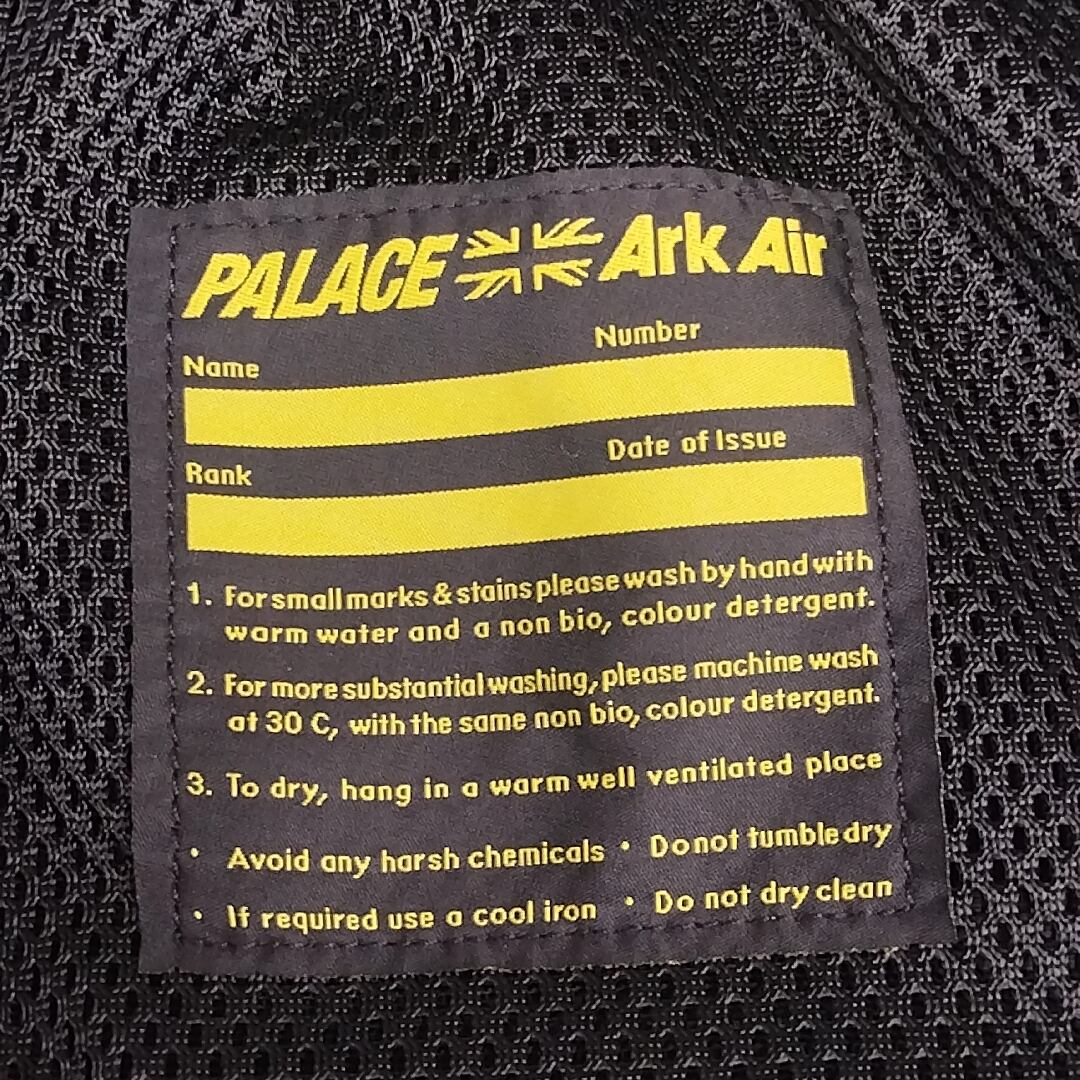 PALACE Ark Air
Name Number
Rank Date of Issue
1. For small marks & stains please wash by hand with
warm water and a non bio, colour detergent.
2. For more substantial washing, please machine wash
at 30 C, with the same non bio, colour detergent.
3. To dry, hang in a warm well ventilated place
• Avoid any harsh chemicals • Do not tumble dry
• If required use a cool iron • Do not dry clean